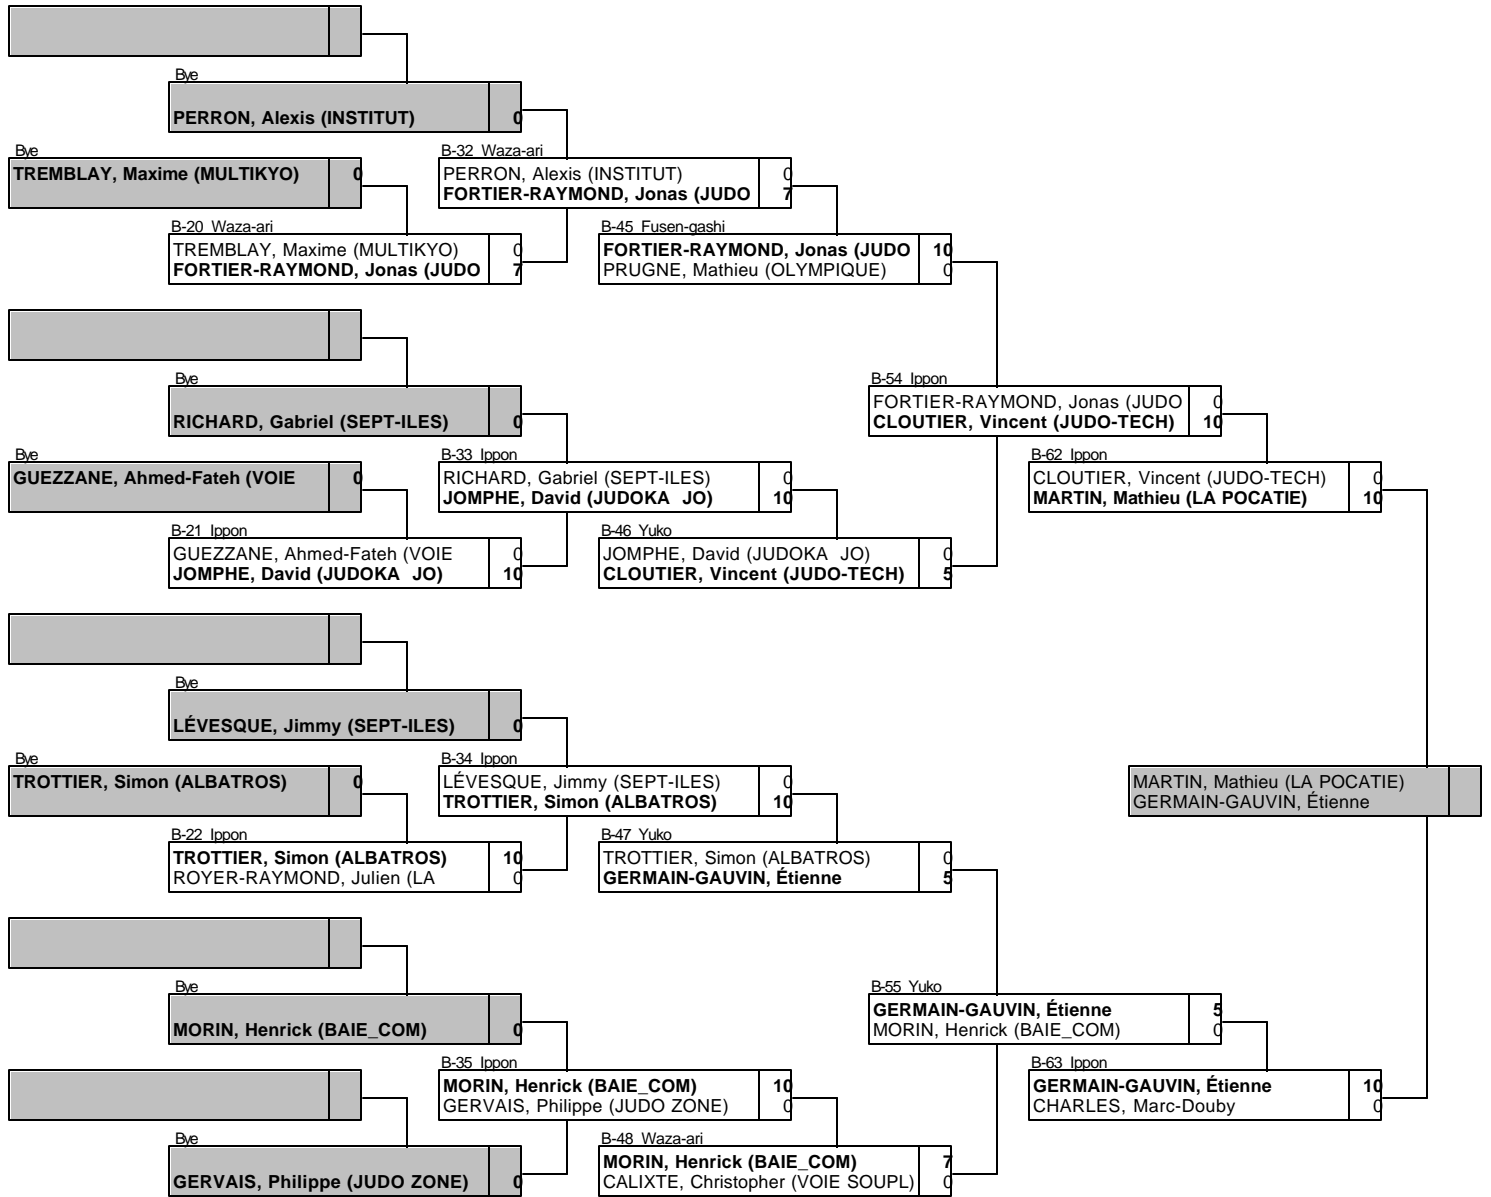 Bye
PERRON, Alexis (INSTITUT) 0
Bye
TREMBLAY, Maxime (MULTIKYO) 0
B-32 Waza-ari
PERRON, Alexis (INSTITUT) 0
FORTIER-RAYMOND, Jonas (JUDO 7
B-20 Waza-ari
TREMBLAY, Maxime (MULTIKYO) 0
FORTIER-RAYMOND, Jonas (JUDO 7
B-45 Fusen-gashi
FORTIER-RAYMOND, Jonas (JUDO 10
PRUGNE, Mathieu (OLYMPIQUE) 0
Bye
RICHARD, Gabriel (SEPT-ILES) 0
B-54 Ippon
FORTIER-RAYMOND, Jonas (JUDO 0
CLOUTIER, Vincent (JUDO-TECH) 10
Bye
GUEZZANE, Ahmed-Fateh (VOIE 0
B-33 Ippon
RICHARD, Gabriel (SEPT-ILES) 0
JOMPHE, David (JUDOKA JO) 10
B-62 Ippon
CLOUTIER, Vincent (JUDO-TECH) 0
MARTIN, Mathieu (LA POCATIE) 10
B-21 Ippon
GUEZZANE, Ahmed-Fateh (VOIE 0
JOMPHE, David (JUDOKA JO) 10
B-46 Yuko
JOMPHE, David (JUDOKA JO) 0
CLOUTIER, Vincent (JUDO-TECH) 5
Bye
LÉVESQUE, Jimmy (SEPT-ILES) 0
Bye
TROTTIER, Simon (ALBATROS) 0
B-34 Ippon
LÉVESQUE, Jimmy (SEPT-ILES) 0
TROTTIER, Simon (ALBATROS) 10
MARTIN, Mathieu (LA POCATIE)
GERMAIN-GAUVIN, Étienne
B-22 Ippon
TROTTIER, Simon (ALBATROS) 10
ROYER-RAYMOND, Julien (LA 0
B-47 Yuko
TROTTIER, Simon (ALBATROS) 0
GERMAIN-GAUVIN, Étienne 5
Bye
MORIN, Henrick (BAIE_COM) 0
B-55 Yuko
GERMAIN-GAUVIN, Étienne 5
MORIN, Henrick (BAIE_COM) 0
B-35 Ippon
MORIN, Henrick (BAIE_COM) 10
GERVAIS, Philippe (JUDO ZONE) 0
B-63 Ippon
GERMAIN-GAUVIN, Étienne 10
CHARLES, Marc-Douby 0
Bye
GERVAIS, Philippe (JUDO ZONE) 0
B-48 Waza-ari
MORIN, Henrick (BAIE_COM) 7
CALIXTE, Christopher (VOIE SOUPL) 0